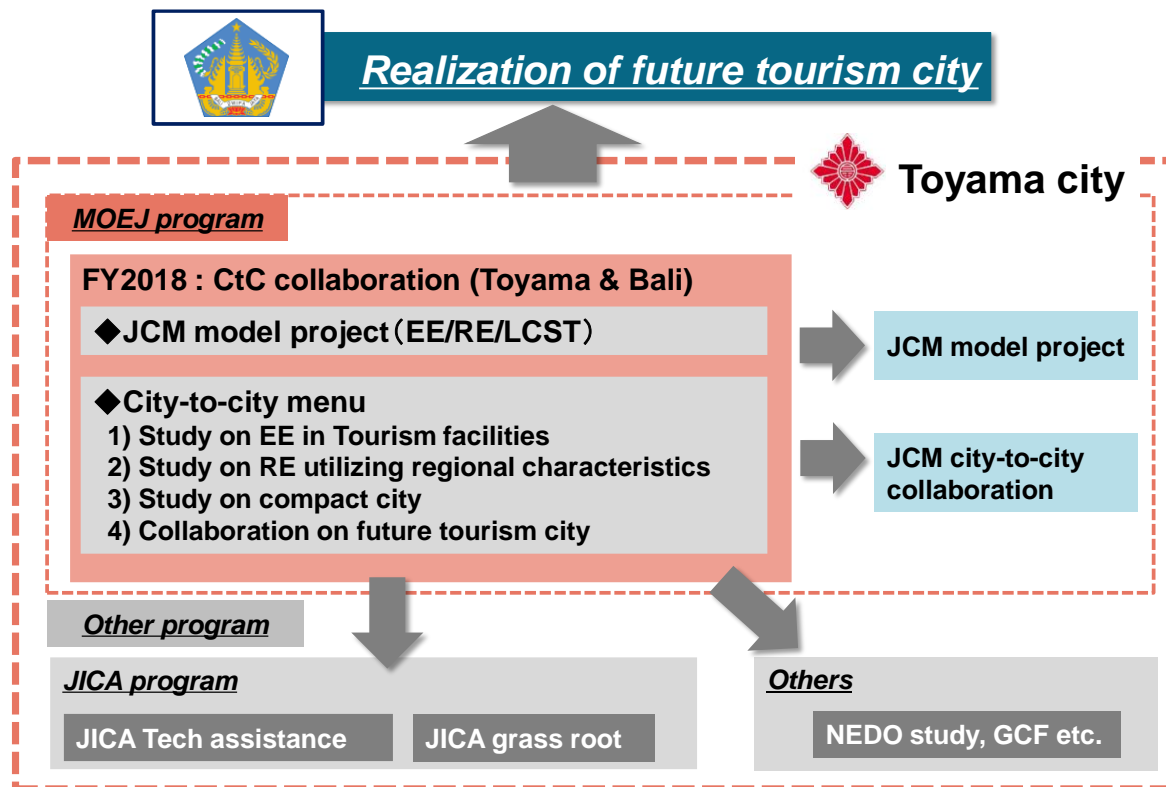 Realization of future tourism city
Toyama city
MOEJ program
FY2018 : CtC collaboration (Toyama & Bali)
◆JCM model project（EE/RE/LCST）
◆City-to-city menu
1) Study on EE in Tourism facilities
2) Study on RE utilizing regional characteristics
3) Study on compact city
4) Collaboration on future tourism city
JCM model project
JCM city-to-city
collaboration
Other program
JICA program
JICA Tech assistance
JICA grass root
Others
NEDO study, GCF etc.